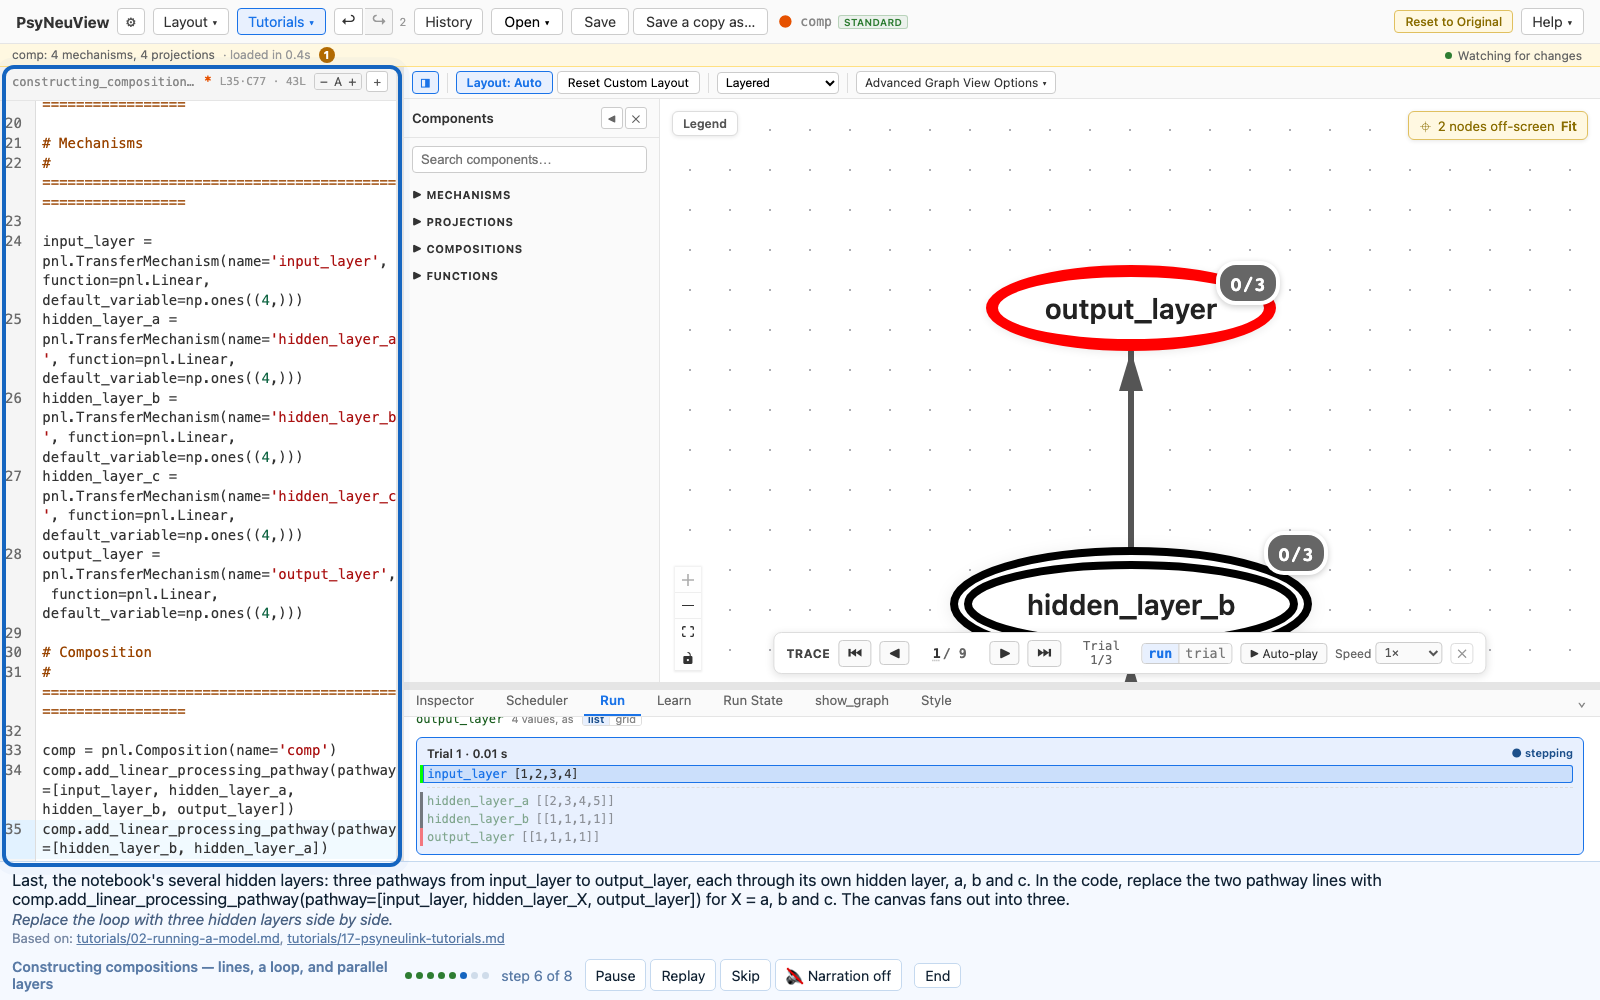 PsyNeuView ⚙ Layout ▾ Tutorials ▾ ↩ ↪ 2 History Open ▾ Save Save a copy as... comp STANDARD Reset to Original Help ▾
comp: 4 mechanisms, 4 projections · loaded in 0.4s 1 Watching for changes
constructing_composition… * L35·C77 · 43L − A + +
Layout: Auto Reset Custom Layout Layered Advanced Graph View Options ▾
=================
20
21 # Mechanisms
22 #
==========================================
=================
23
24 input_layer =
pnl.TransferMechanism(name='input_layer',
function=pnl.Linear,
default_variable=np.ones((4,)))
25 hidden_layer_a =
pnl.TransferMechanism(name='hidden_layer_a
', function=pnl.Linear,
default_variable=np.ones((4,)))
26 hidden_layer_b =
pnl.TransferMechanism(name='hidden_layer_b
', function=pnl.Linear,
default_variable=np.ones((4,)))
27 hidden_layer_c =
pnl.TransferMechanism(name='hidden_layer_c
', function=pnl.Linear,
default_variable=np.ones((4,)))
28 output_layer =
pnl.TransferMechanism(name='output_layer',
function=pnl.Linear,
default_variable=np.ones((4,)))
29
30 # Composition
31 #
==========================================
=================
32
33 comp = pnl.Composition(name='comp')
34 comp.add_linear_processing_pathway(pathway
=[input_layer, hidden_layer_a,
hidden_layer_b, output_layer])
35 comp.add_linear_processing_pathway(pathway
=[hidden_layer_b, hidden_layer_a])
Components ◀ ✕
Search components…
▶ MECHANISMS
▶ PROJECTIONS
▶ COMPOSITIONS
▶ FUNCTIONS
Legend
2 nodes off-screen Fit
0/3
output_layer
0/3
hidden_layer_b
TRACE 1 / 9 Trial 1/3 run trial ▶ Auto-play Speed 1× ✕
Inspector Scheduler Run Learn Run State show_graph Style
output_layer 4 values, as list grid
Trial 1 · 0.01 s stepping
input_layer [1,2,3,4]
hidden_layer_a [[2,3,4,5]]
hidden_layer_b [[1,1,1,1]]
output_layer [[1,1,1,1]]
Last, the notebook's several hidden layers: three pathways from input_layer to output_layer, each through its own hidden layer, a, b and c. In the code, replace the two pathway lines with
comp.add_linear_processing_pathway(pathway=[input_layer, hidden_layer_X, output_layer]) for X = a, b and c. The canvas fans out into three.
Replace the loop with three hidden layers side by side.
Based on: tutorials/02-running-a-model.md, tutorials/17-psyneulink-tutorials.md
Constructing compositions — lines, a loop, and parallel
layers
step 6 of 8 Pause Replay Skip Narration off End